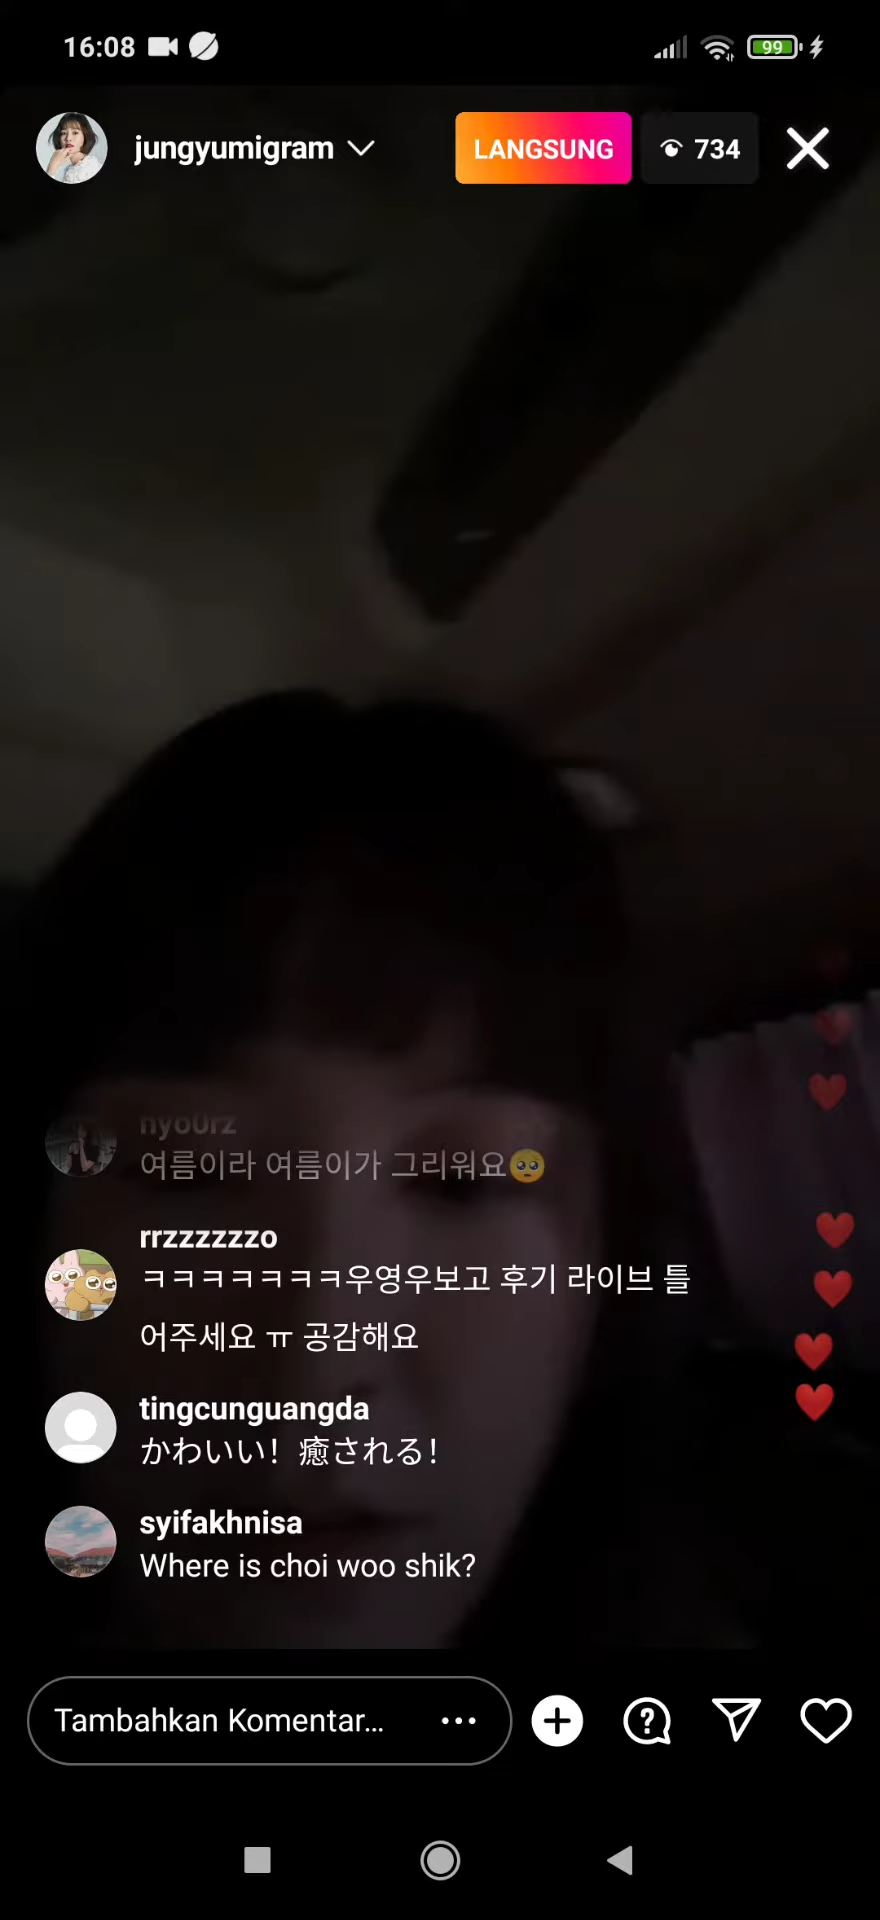 16:08
99
jungyumigram
LANGSUNG
734
nyo0rz
여름이라 여름이가 그리워요🥺
rrzzzzzzo
ㅋㅋㅋㅋㅋㅋㅋ우영우보고 후기 라이브 틀
어주세요 ㅠ 공감해요
tingcunguangda
かわいい！癒される！
syifakhnisa
Where is choi woo shik?
Tambahkan Komentar...